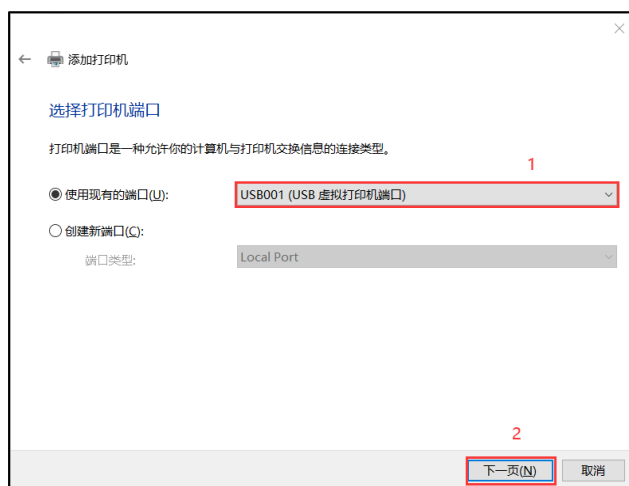 添加打印机
选择打印机端口
打印机端口是一种允许你的计算机与打印机交换信息的连接类型。
1
使用现有的端口(U): USB001 (USB 虚拟打印机端口)
创建新端口(C):
端口类型: Local Port
2
下一页(N) 取消